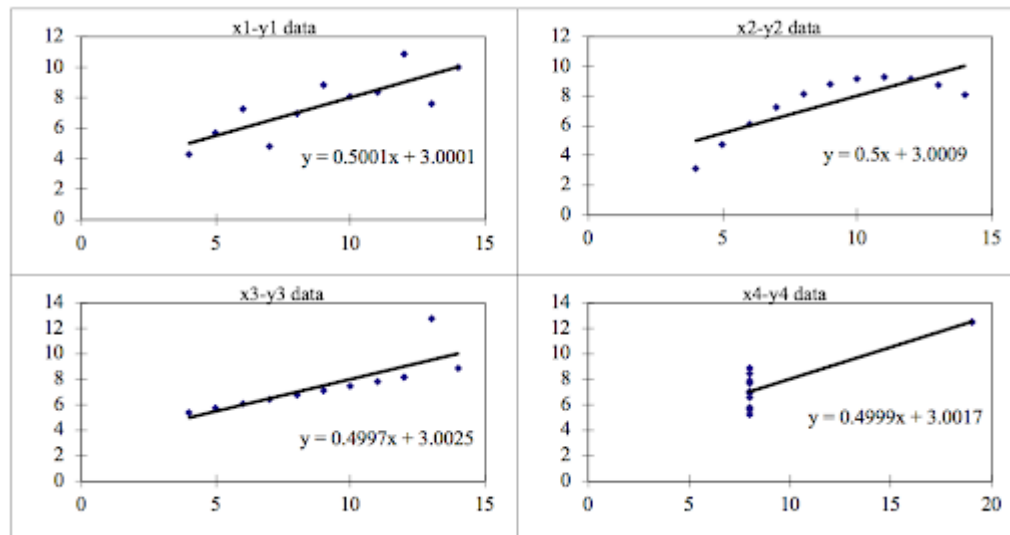 x1-y1 data
12
10
8
6
4
2
0
0 5 10 15
y = 0.5001x + 3.0001
x2-y2 data
12
10
8
6
4
2
0
0 5 10 15
y = 0.5x + 3.0009
x3-y3 data
14
12
10
8
6
4
2
0
0 5 10 15
y = 0.4997x + 3.0025
x4-y4 data
14
12
10
8
6
4
2
0
0 5 10 15 20
y = 0.4999x + 3.0017